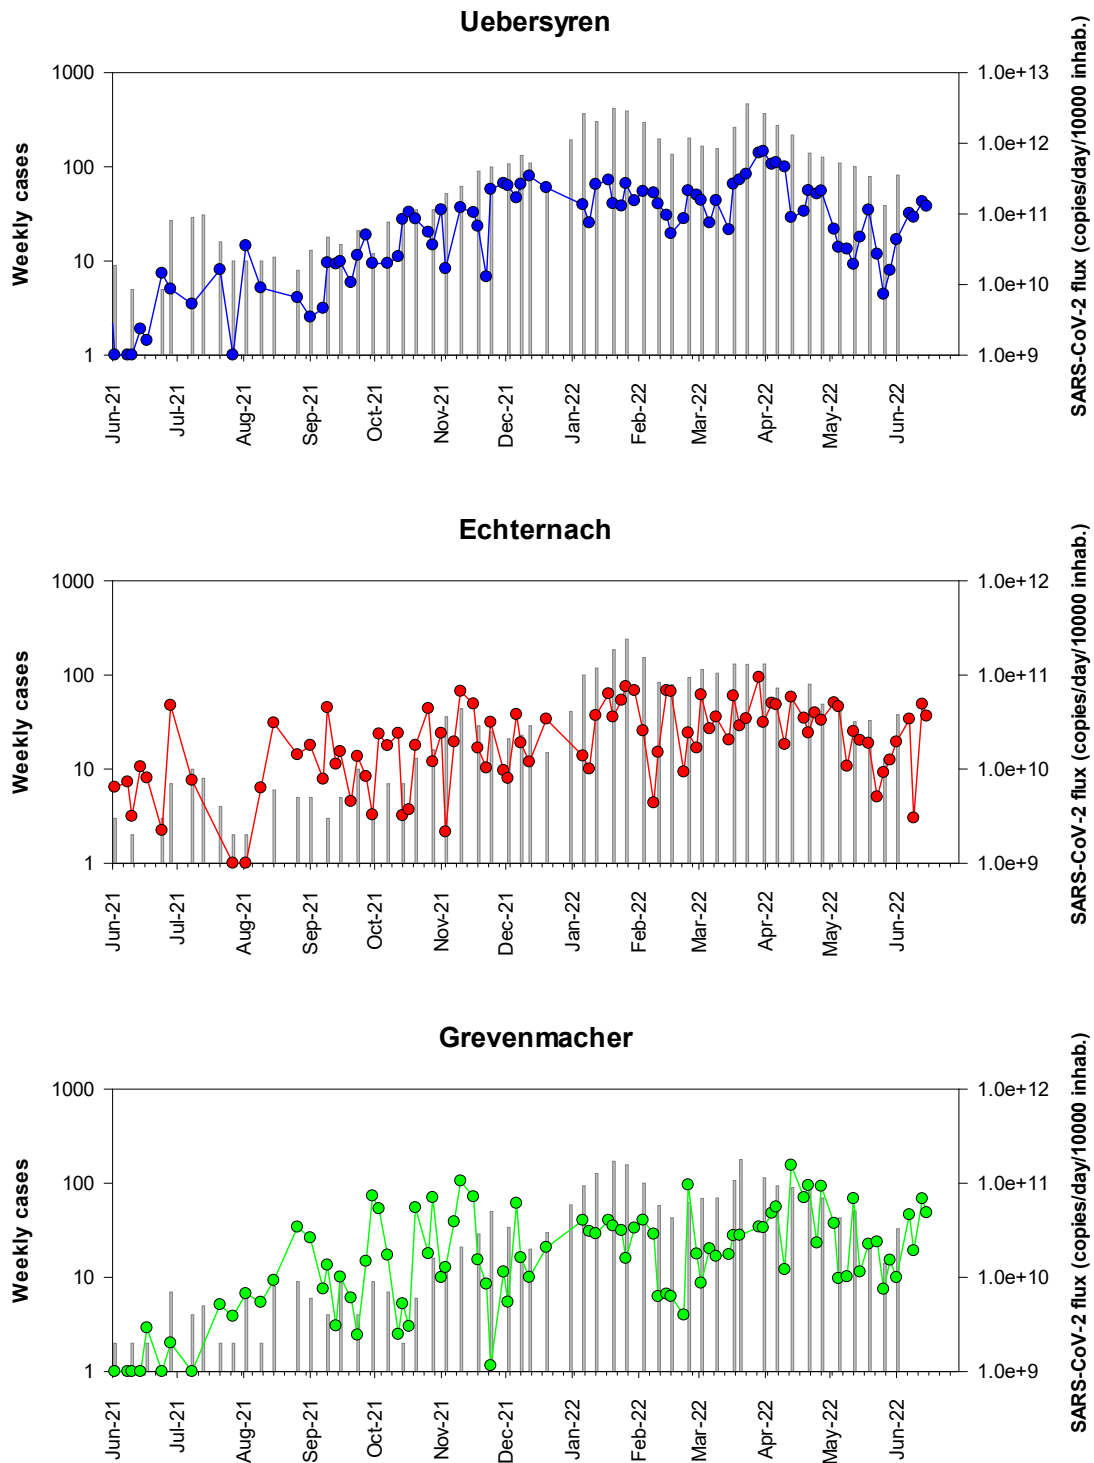 Uebersyren
Weekly cases
SARS-CoV-2 flux (copies/day/10000 inhab.)
1000
100
10
1
1.0e+13
1.0e+12
1.0e+11
1.0e+10
1.0e+9
Jun-21
Jul-21
Aug-21
Sep-21
Oct-21
Nov-21
Dec-21
Jan-22
Feb-22
Mar-22
Apr-22
May-22
Jun-22
Echternach
Weekly cases
SARS-CoV-2 flux (copies/day/10000 inhab.)
1000
100
10
1
1.0e+12
1.0e+11
1.0e+10
1.0e+9
Jun-21
Jul-21
Aug-21
Sep-21
Oct-21
Nov-21
Dec-21
Jan-22
Feb-22
Mar-22
Apr-22
May-22
Jun-22
Grevenmacher
Weekly cases
SARS-CoV-2 flux (copies/day/10000 inhab.)
1000
100
10
1
1.0e+12
1.0e+11
1.0e+10
1.0e+9
Jun-21
Jul-21
Aug-21
Sep-21
Oct-21
Nov-21
Dec-21
Jan-22
Feb-22
Mar-22
Apr-22
May-22
Jun-22